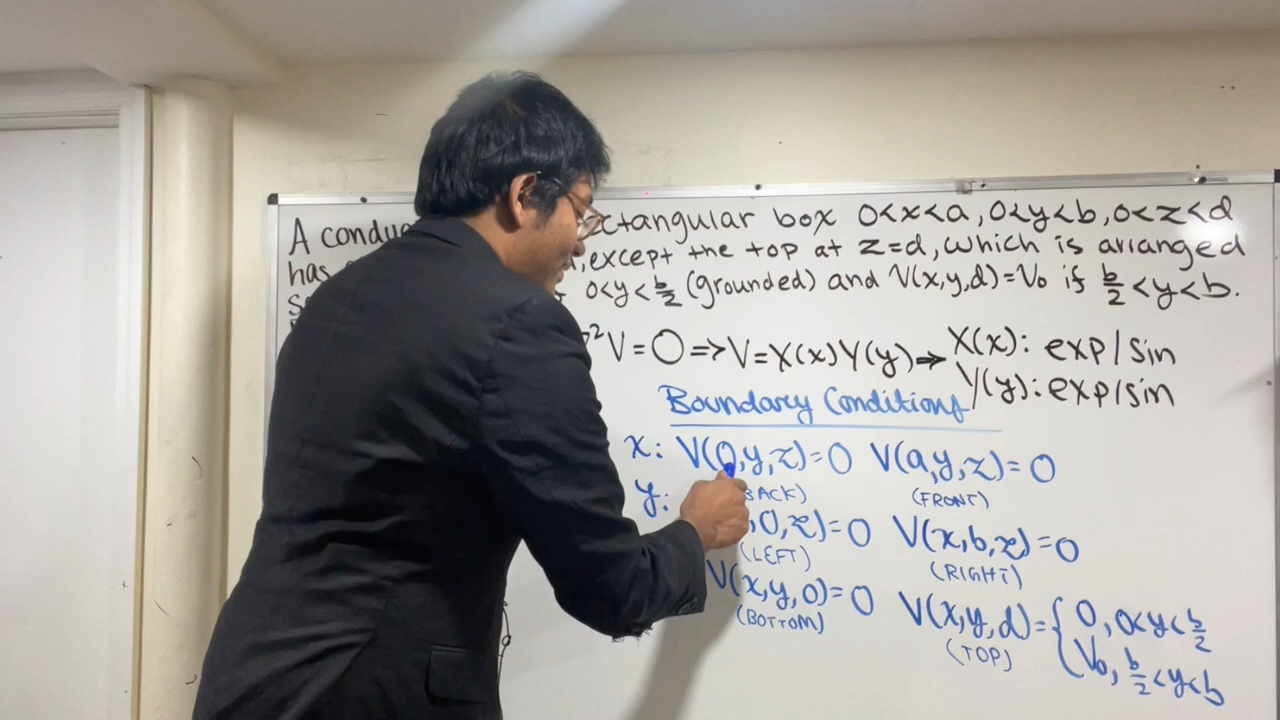 A condu ctangular box 0<x<a, 0<y<b, 0<z<d
has , except the top at z=d, which is arranged
0<y<b/2 (grounded) and V(x,y,d)=V₀ if b/2<y<b.
²V=0 => V=X(x)Y(y) => X(x): exp/sin
Y(y): exp/sin
Boundary Conditions
x: V(0,y,z)=0 V(a,y,z)=0
(FRONT)
y: ,0,z)=0 V(x,b,z)=0
(LEFT) (RIGHT)
V(x,y,0)=0 V(x,y,d)={0, 0<y<b/2
(BOTTOM) (TOP) V₀, b/2<y<b